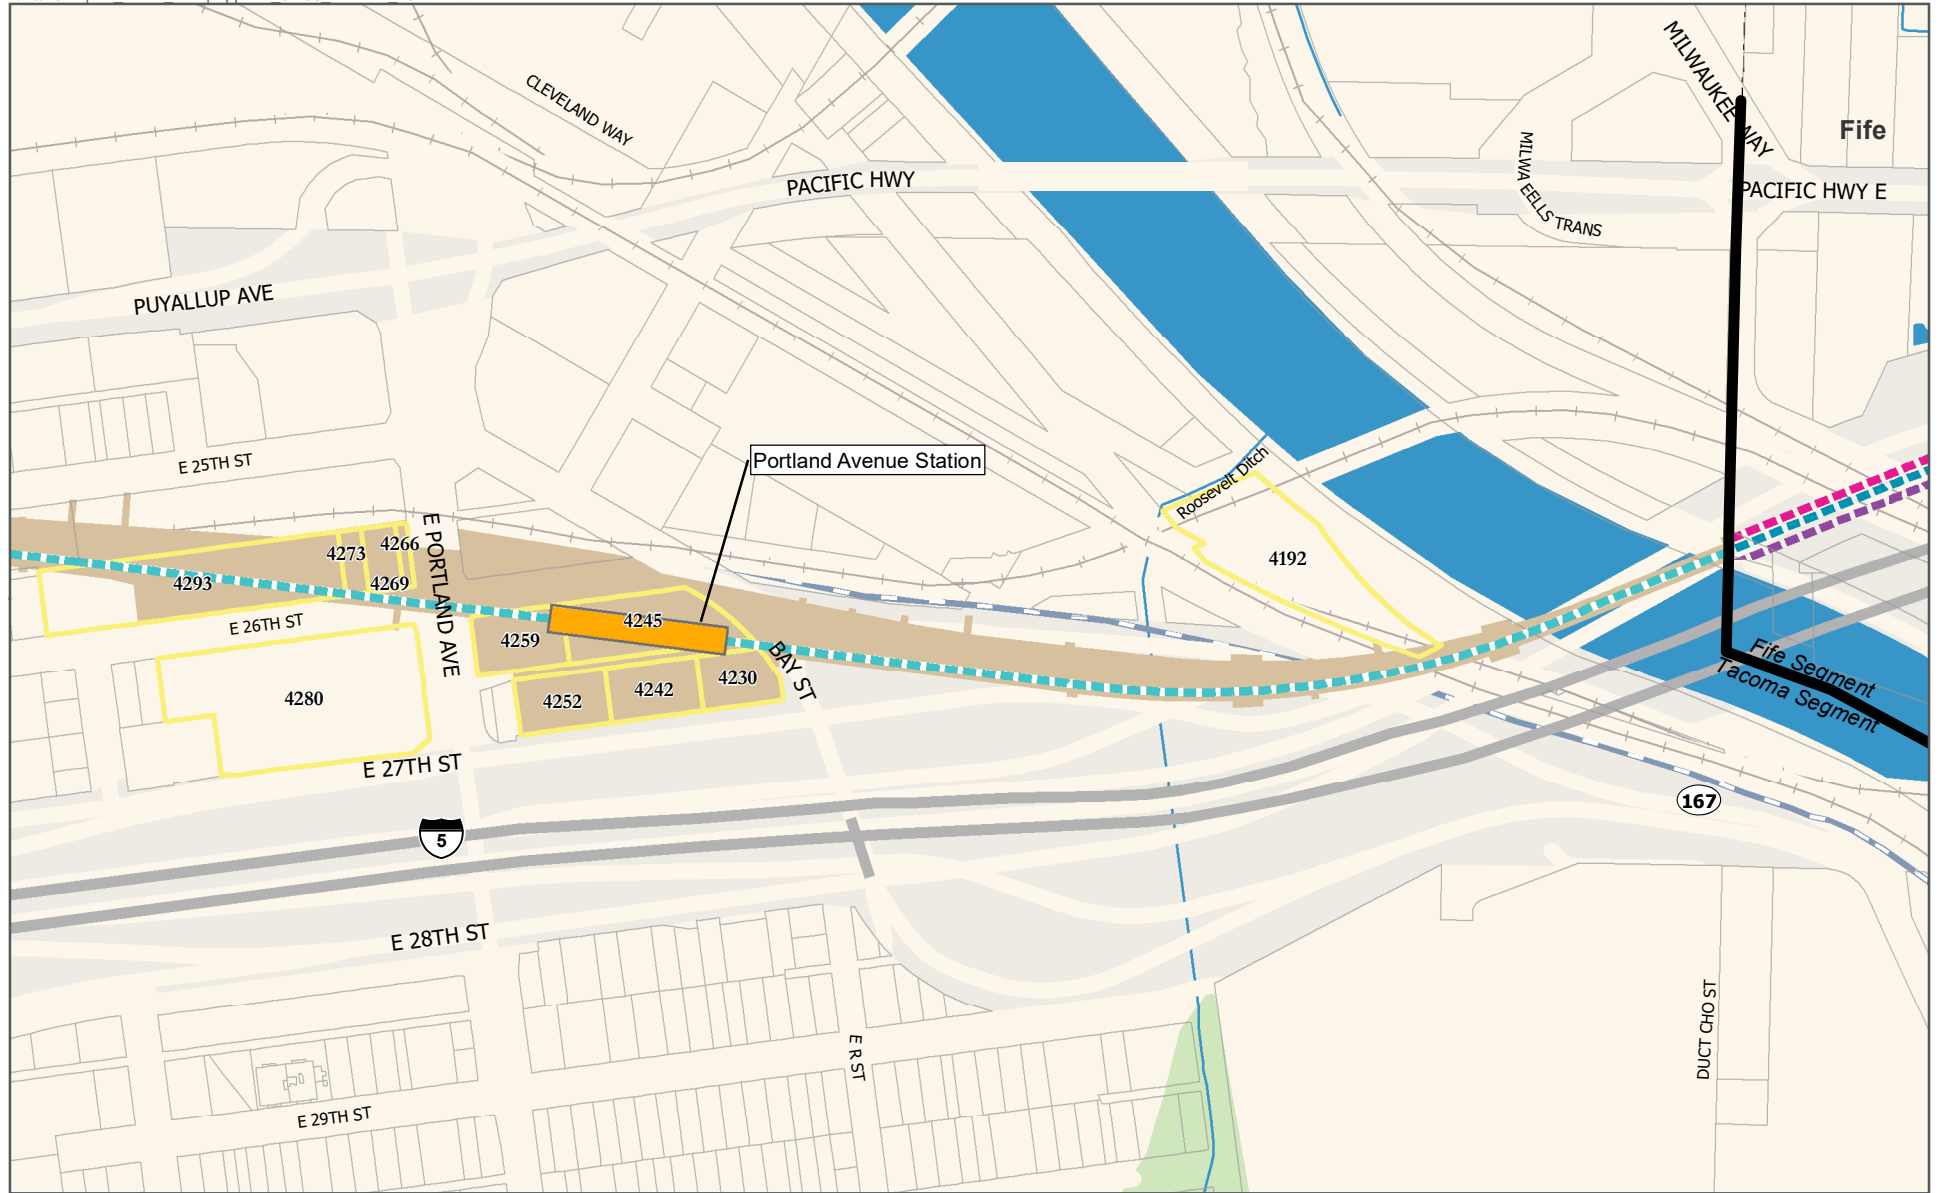 MILWAUKEE WAY
CLEVELAND WAY
Fife
MILWA EELLS TRANS
PACIFIC HWY
PACIFIC HWY E
PUYALLUP AVE
E 25TH ST
Portland Avenue Station
Roosevelt Ditch
E PORTLAND AVE
4273
4266
4192
4293
4269
E 26TH ST
4245
4259
BAY ST
4230
4242
4252
4280
Fife Segment
Tacoma Segment
E 27TH ST
167
5
E 28TH ST
DUCT CHO ST
E R ST
E 29TH ST